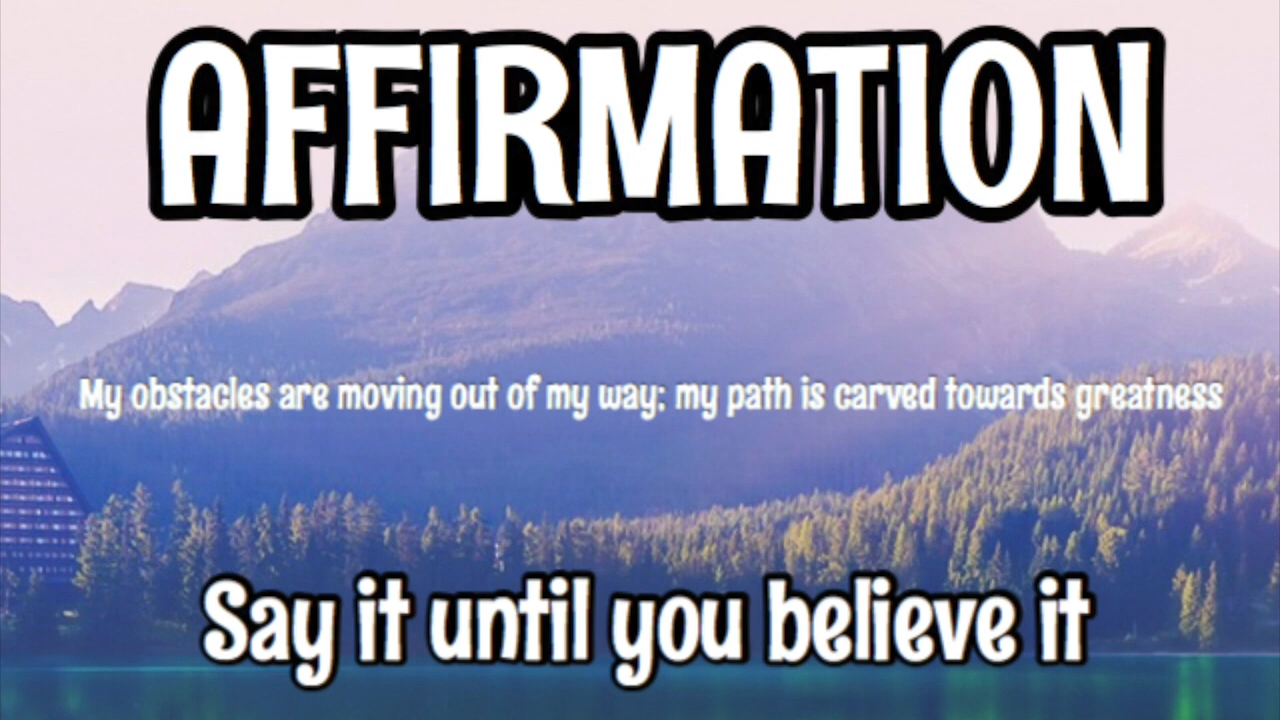 AFFIRMATION
My obstacles are moving out of my way; my path is carved towards greatness
Say it until you believe it